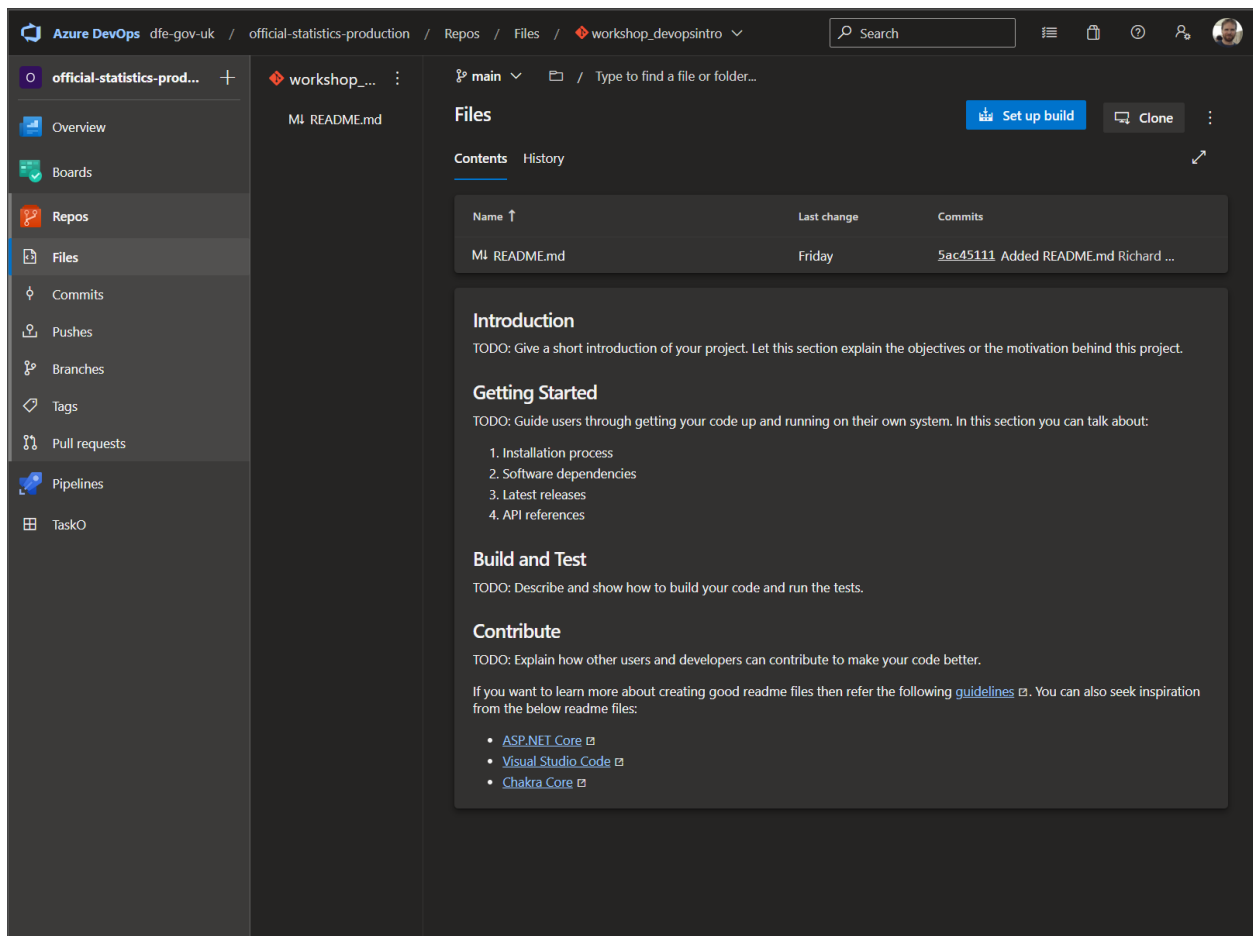 Azure DevOps dfe-gov-uk / official-statistics-production / Repos / Files / workshop_devopsintro
Search
O official-statistics-prod...
Overview
Boards
Repos
Files
Commits
Pushes
Branches
Tags
Pull requests
Pipelines
TaskO
workshop_...
M↓ README.md
main / Type to find a file or folder...
Files
Set up build
Clone
Contents History
Name ↑ Last change Commits
M↓ README.md Friday 5ac45111 Added README.md Richard ...
Introduction
TODO: Give a short introduction of your project. Let this section explain the objectives or the motivation behind this project.
Getting Started
TODO: Guide users through getting your code up and running on their own system. In this section you can talk about:
1. Installation process
2. Software dependencies
3. Latest releases
4. API references
Build and Test
TODO: Describe and show how to build your code and run the tests.
Contribute
TODO: Explain how other users and developers can contribute to make your code better.
If you want to learn more about creating good readme files then refer the following guidelines. You can also seek inspiration
from the below readme files:
• ASP.NET Core
• Visual Studio Code
• Chakra Core